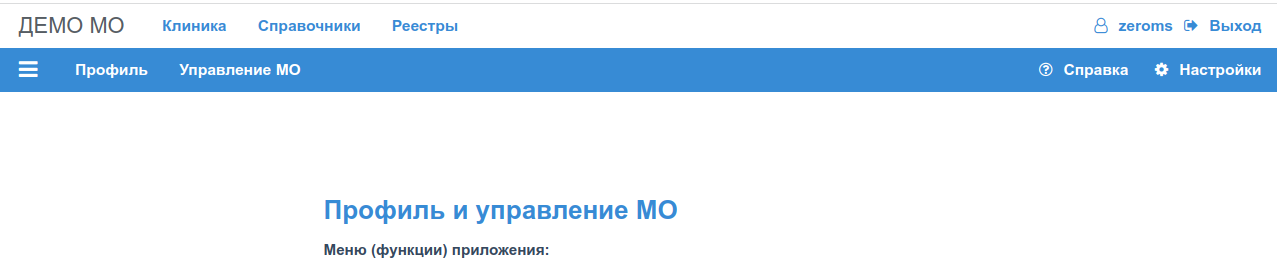 ДЕМО МО Клиника Справочники Реестры zeroms Выход
Профиль Управление МО Справка Настройки
Профиль и управление МО
Меню (функции) приложения: